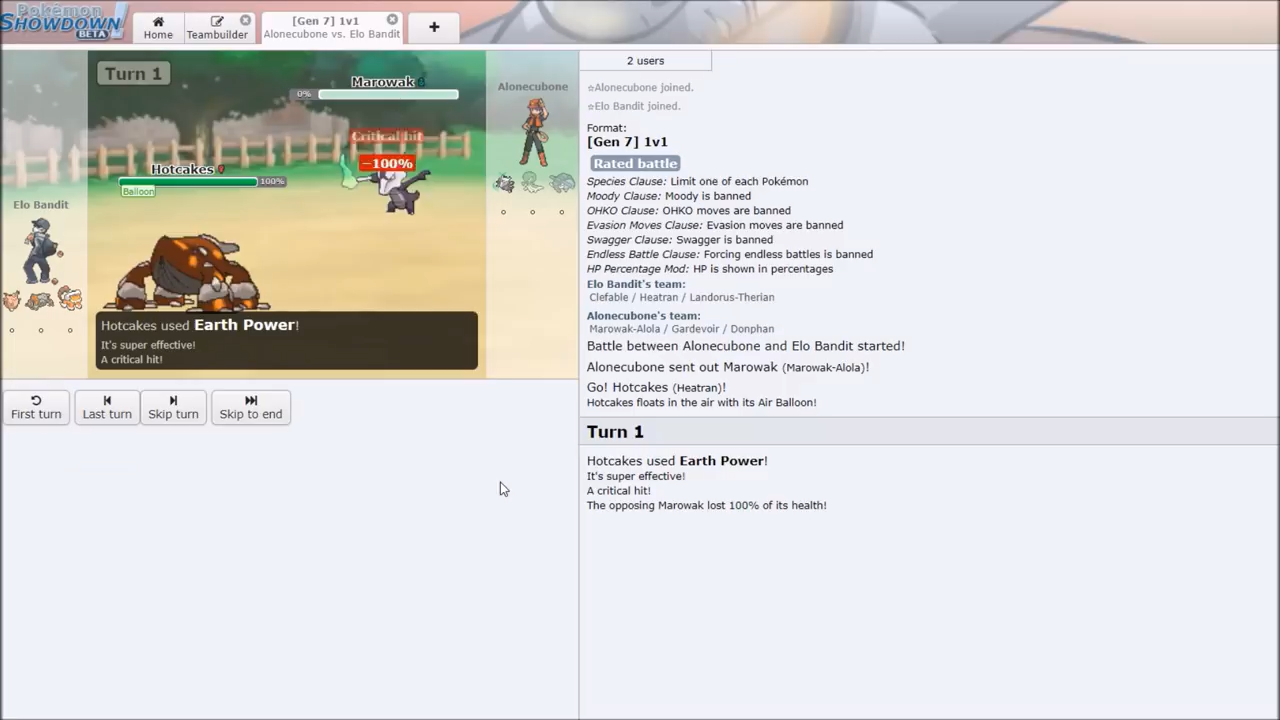 Pokémon
SHOWDOWN!
BETA
Home
Teambuilder
[Gen 7] 1v1
Alonecubone vs. Elo Bandit
+
Turn 1
Marowak
0%
Critical hit
−100%
Hotcakes
100%
Balloon
Elo Bandit
Alonecubone
Hotcakes used Earth Power!
It's super effective!
A critical hit!
First turn
Last turn
Skip turn
Skip to end
2 users
☆Alonecubone joined.
☆Elo Bandit joined.
Format:
[Gen 7] 1v1
Rated battle
Species Clause: Limit one of each Pokémon
Moody Clause: Moody is banned
OHKO Clause: OHKO moves are banned
Evasion Moves Clause: Evasion moves are banned
Swagger Clause: Swagger is banned
Endless Battle Clause: Forcing endless battles is banned
HP Percentage Mod: HP is shown in percentages
Elo Bandit's team:
Clefable / Heatran / Landorus-Therian
Alonecubone's team:
Marowak-Alola / Gardevoir / Donphan
Battle between Alonecubone and Elo Bandit started!
Alonecubone sent out Marowak (Marowak-Alola)!
Go! Hotcakes (Heatran)!
Hotcakes floats in the air with its Air Balloon!
Turn 1
Hotcakes used Earth Power!
It's super effective!
A critical hit!
The opposing Marowak lost 100% of its health!